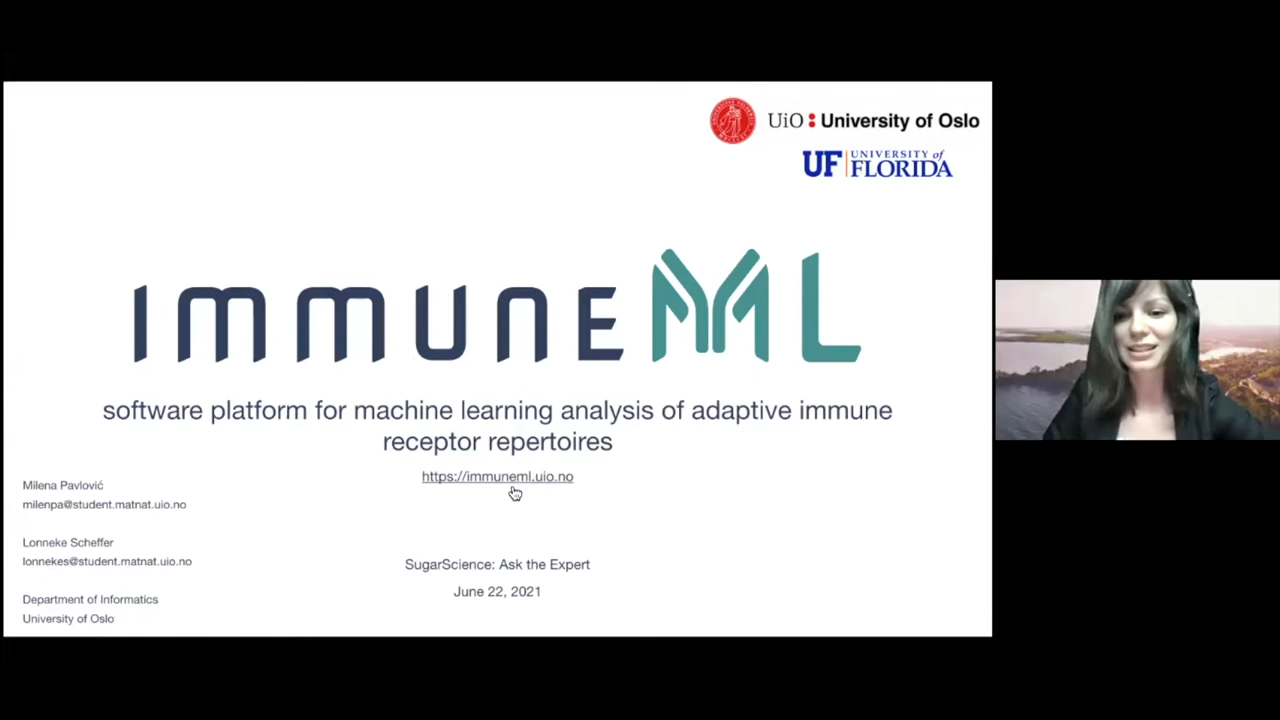 UiO : University of Oslo
UF UNIVERSITY of
FLORIDA
IMMUNEML
software platform for machine learning analysis of adaptive immune
receptor repertoires
https://immuneml.uio.no
Milena Pavlović
milenpa@student.matnat.uio.no
Lonneke Scheffer
lonnekes@student.matnat.uio.no
Department of Informatics
University of Oslo
SugarScience: Ask the Expert
June 22, 2021